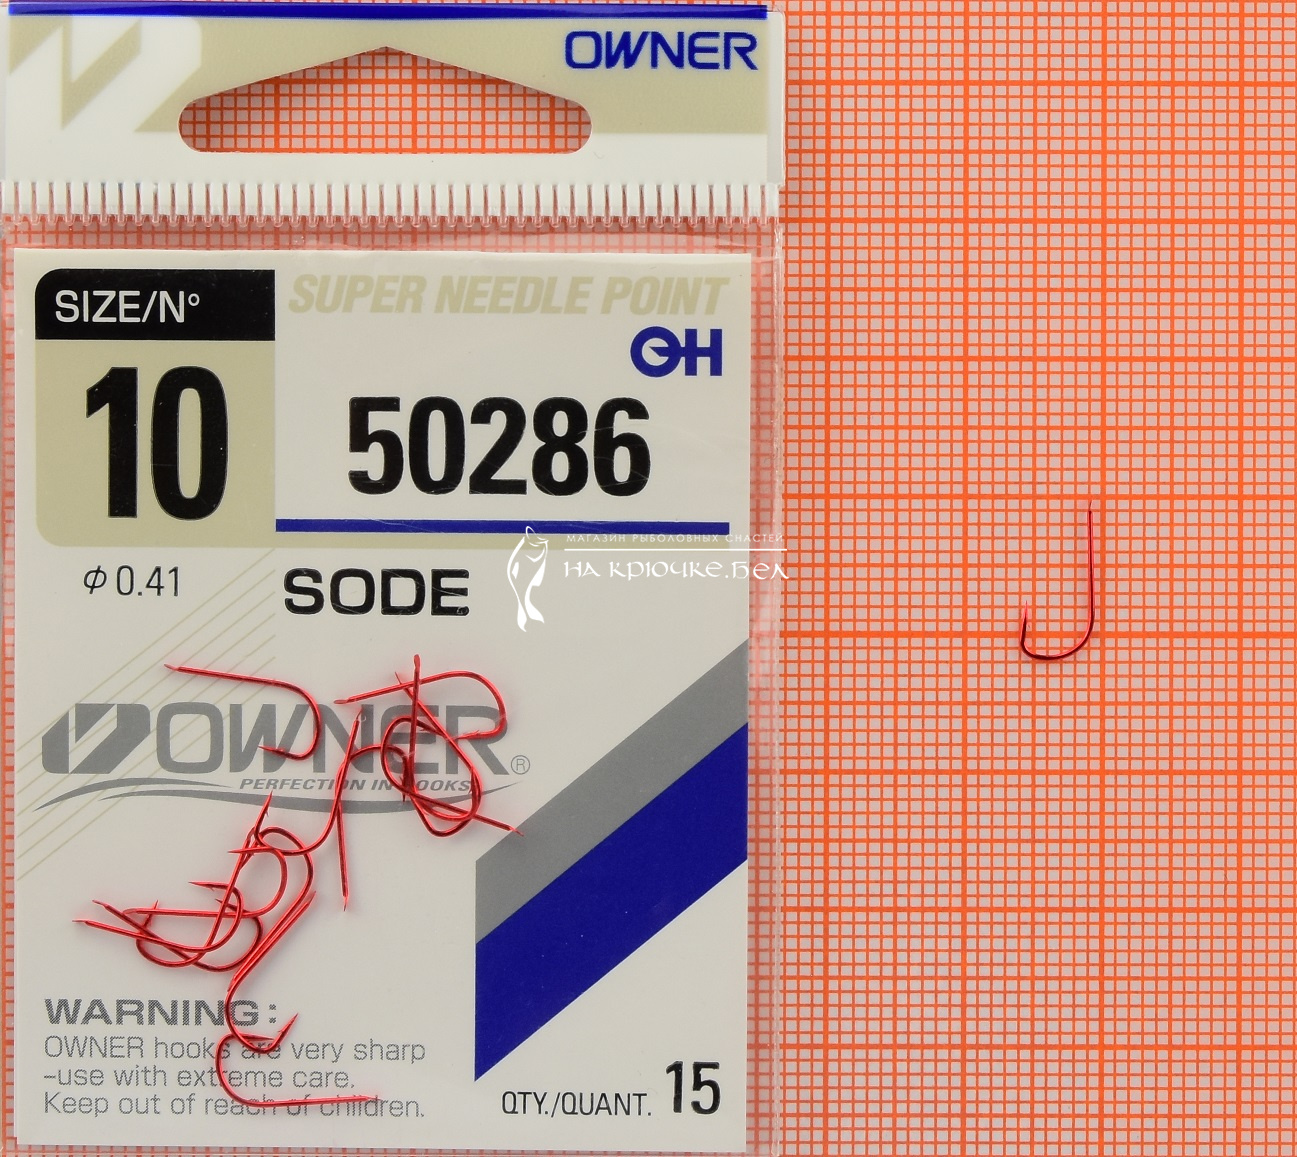 OWNER
SIZE/Nº
SUPER NEEDLE POINT
10
50286
Ф 0.41
SODE
МАГАЗИН РЫБОЛОВНЫХ СНАСТЕЙ
НА КРЮЧКЕ.БЕЛ
OWNER®
PERFECTION IN HOOKS
WARNING:
OWNER hooks are very sharp
-use with extreme care.
Keep out of reach of children.
QTY./QUANT. 15